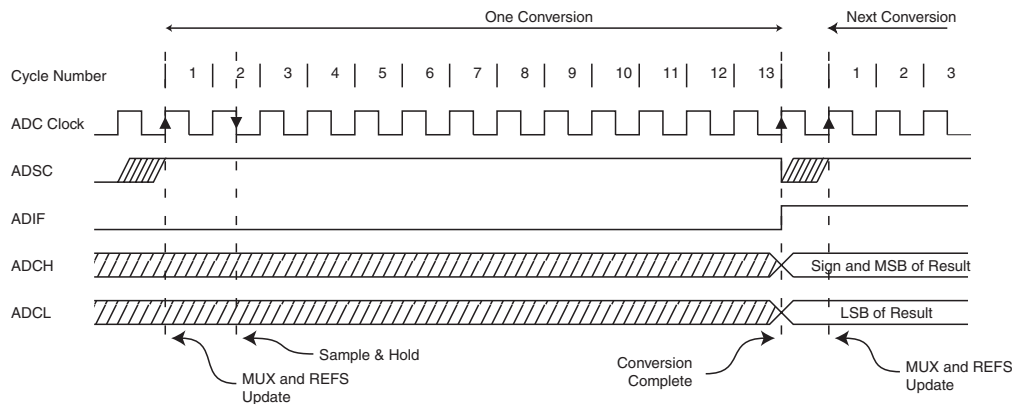 One Conversion
Next Conversion
Cycle Number 1 2 3 4 5 6 7 8 9 10 11 12 13 1 2 3
ADC Clock
ADSC
ADIF
ADCH
Sign and MSB of Result
ADCL
LSB of Result
Sample & Hold
MUX and REFS
Update
Conversion
Complete
MUX and REFS
Update